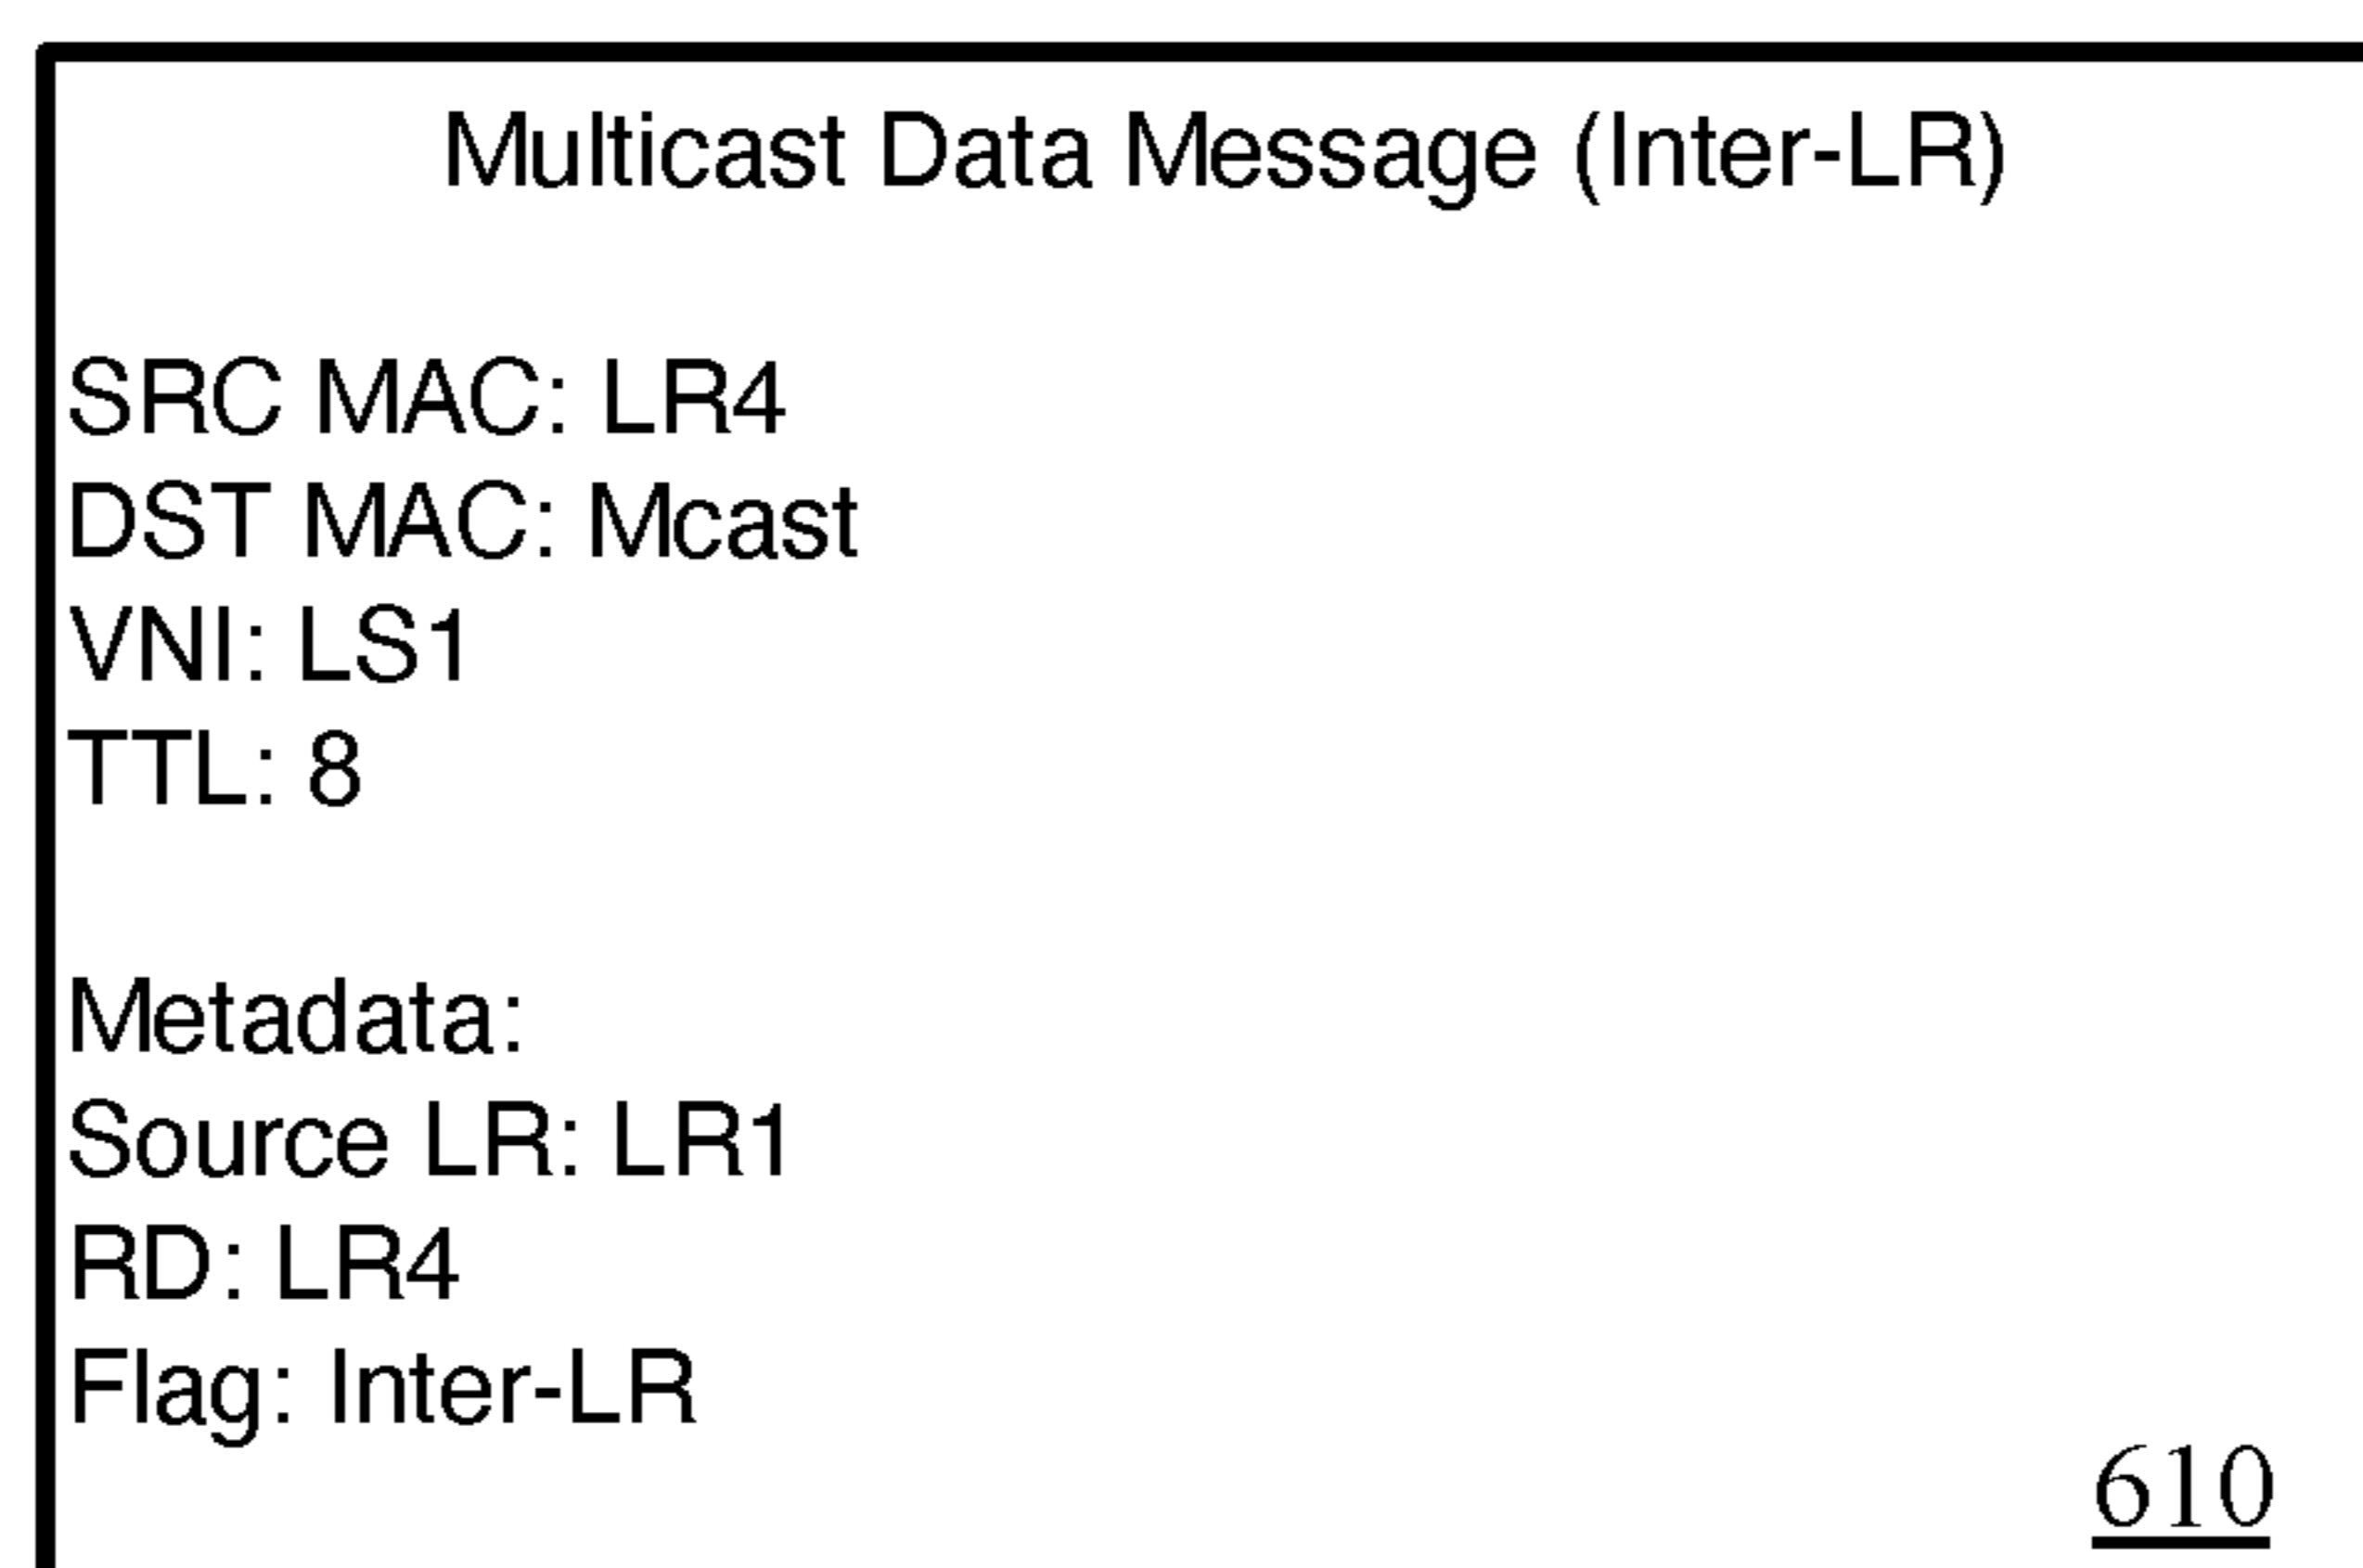 Multicast Data Message (Inter-LR)
SRC MAC: LR4
DST MAC: Mcast
VNI: LS1
TTL: 8
Metadata:
Source LR: LR1
RD: LR4
Flag: Inter-LR
610